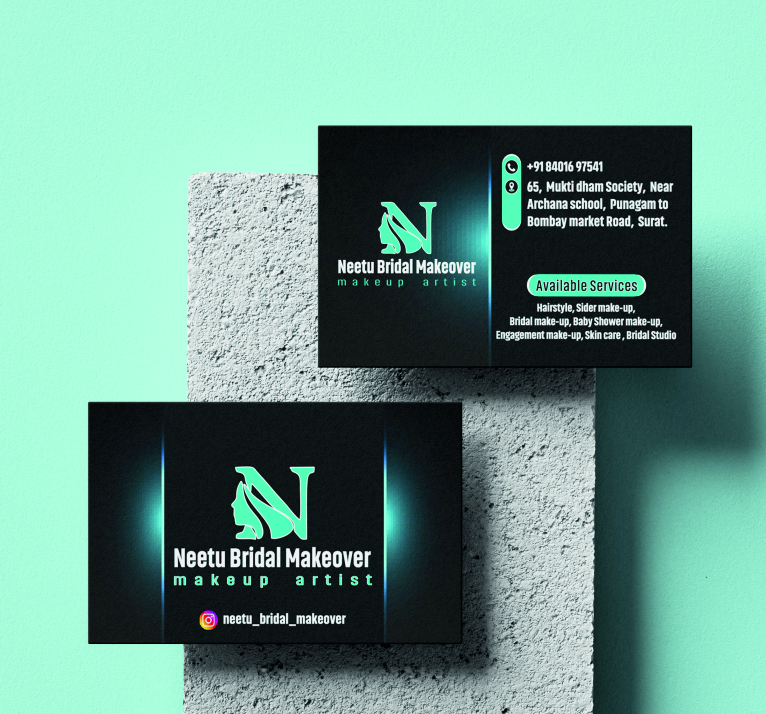 +91 84016 97541
65, Mukti dham Society, Near
Archana school, Punagam to
Bombay market Road, Surat.
N
Neetu Bridal Makeover
makeup artist
Available Services
Hairstyle, Sider make-up,
Bridal make-up, Baby Shower make-up,
Engagement make-up, Skin care , Bridal Studio
N
Neetu Bridal Makeover
makeup artist
neetu_bridal_makeover